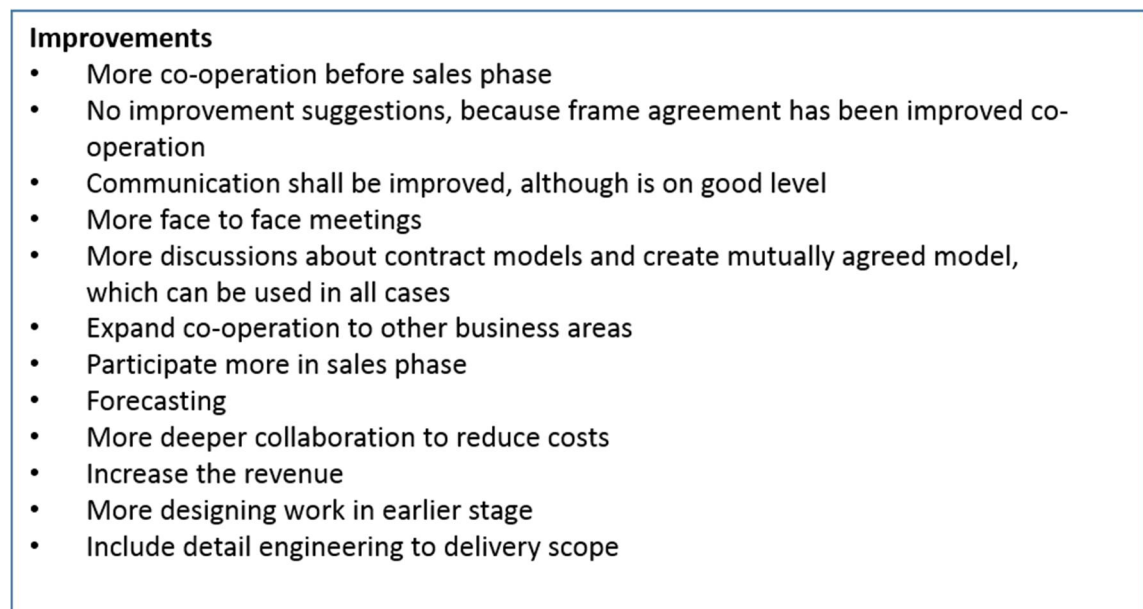 Improvements
• More co-operation before sales phase
• No improvement suggestions, because frame agreement has been improved co-
operation
• Communication shall be improved, although is on good level
• More face to face meetings
• More discussions about contract models and create mutually agreed model,
which can be used in all cases
• Expand co-operation to other business areas
• Participate more in sales phase
• Forecasting
• More deeper collaboration to reduce costs
• Increase the revenue
• More designing work in earlier stage
• Include detail engineering to delivery scope